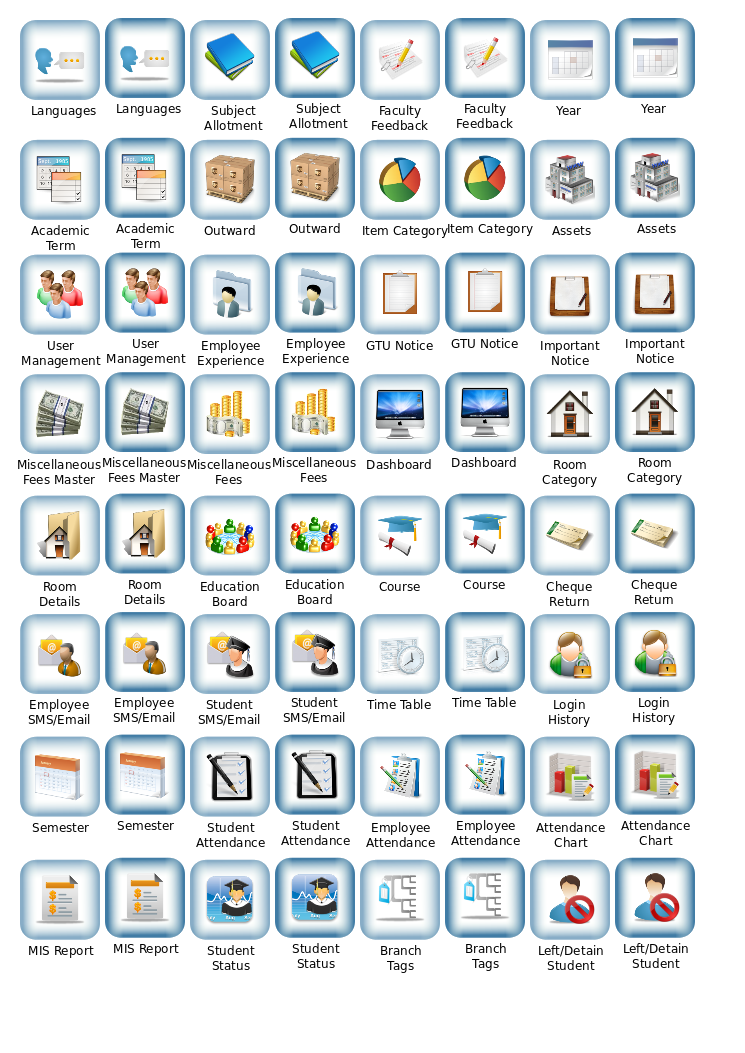 Languages
Languages
Subject
Allotment
Subject
Allotment
Faculty
Feedback
Faculty
Feedback
Year
Year
Sept. 1985
Academic
Term
Sept. 1985
Academic
Term
Outward
Outward
Item Category
Item Category
Assets
Assets
User
Management
User
Management
Employee
Experience
Employee
Experience
GTU Notice
GTU Notice
Important
Notice
Important
Notice
Miscellaneous
Fees Master
Miscellaneous
Fees Master
Miscellaneous
Fees
Miscellaneous
Fees
Dashboard
Dashboard
Room
Category
Room
Category
Room
Details
Room
Details
Education
Board
Education
Board
Course
Course
Cheque
Return
Cheque
Return
@
Employee
SMS/Email
@
Employee
SMS/Email
@
Student
SMS/Email
@
Student
SMS/Email
Time Table
Time Table
Login
History
Login
History
Semester
Semester
Student
Attendance
Student
Attendance
Employee
Attendance
Employee
Attendance
Attendance
Chart
Attendance
Chart
$
$
MIS Report
$
$
MIS Report
Student
Status
Student
Status
Branch
Tags
Branch
Tags
Left/Detain
Student
Left/Detain
Student